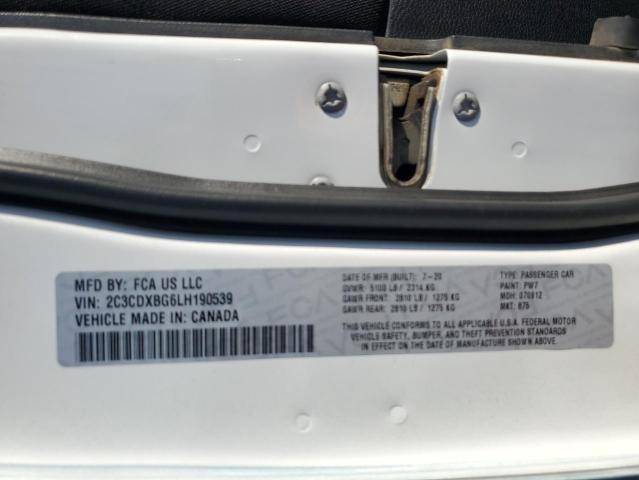 MFD BY: FCA US LLC
VIN: 2C3CDXBG6LH190539
VEHICLE MADE IN: CANADA
DATE OF MFR (BUILT): 7-20
GVWR: 5100 LB / 2314 KG
GAWR FRONT: 2810 LB / 1275 KG
GAWR REAR: 2810 LB / 1275 KG
TYPE: PASSENGER CAR
PAINT: PW7
MDH: 070812
MAT: 875
THIS VEHICLE CONFORMS TO ALL APPLICABLE U.S.A. FEDERAL MOTOR
VEHICLE SAFETY, BUMPER, AND THEFT PREVENTION STANDARDS
IN EFFECT ON THE DATE OF MFR SHOWN ABOVE.